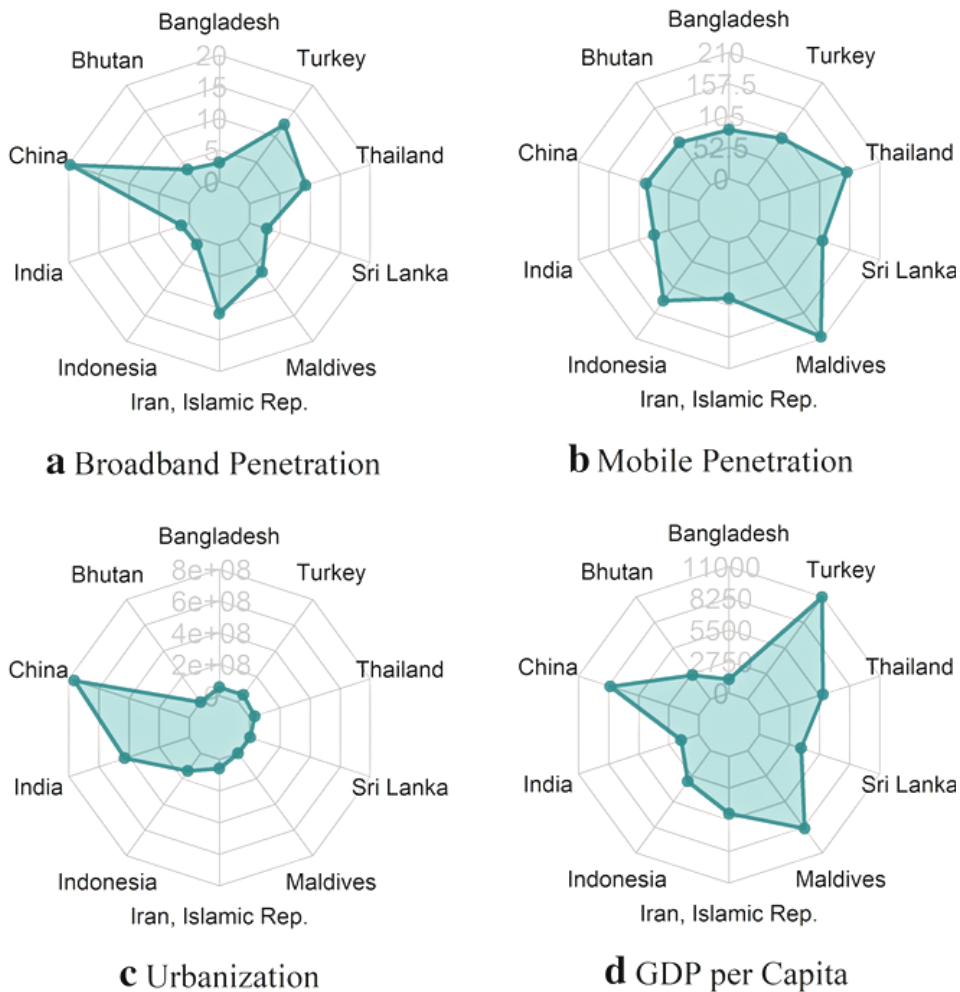 Bangladesh
Bhutan
Turkey
China
Thailand
India
Sri Lanka
Indonesia
Maldives
Iran, Islamic Rep.
20
15
10
5
0
a Broadband Penetration
Bangladesh
Bhutan
Turkey
China
Thailand
India
Sri Lanka
Indonesia
Maldives
Iran, Islamic Rep.
210
157.5
105
52.5
0
b Mobile Penetration
Bangladesh
Bhutan
Turkey
China
Thailand
India
Sri Lanka
Indonesia
Maldives
Iran, Islamic Rep.
8e+08
6e+08
4e+08
2e+08
0
c Urbanization
Bangladesh
Bhutan
Turkey
China
Thailand
India
Sri Lanka
Indonesia
Maldives
Iran, Islamic Rep.
11000
8250
5500
2750
0
d GDP per Capita